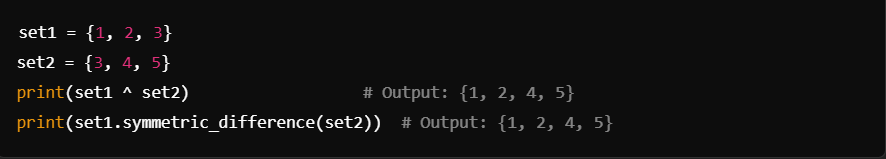 set1 = {1, 2, 3}
set2 = {3, 4, 5}
print(set1 ^ set2)                  # Output: {1, 2, 4, 5}
print(set1.symmetric_difference(set2))  # Output: {1, 2, 4, 5}